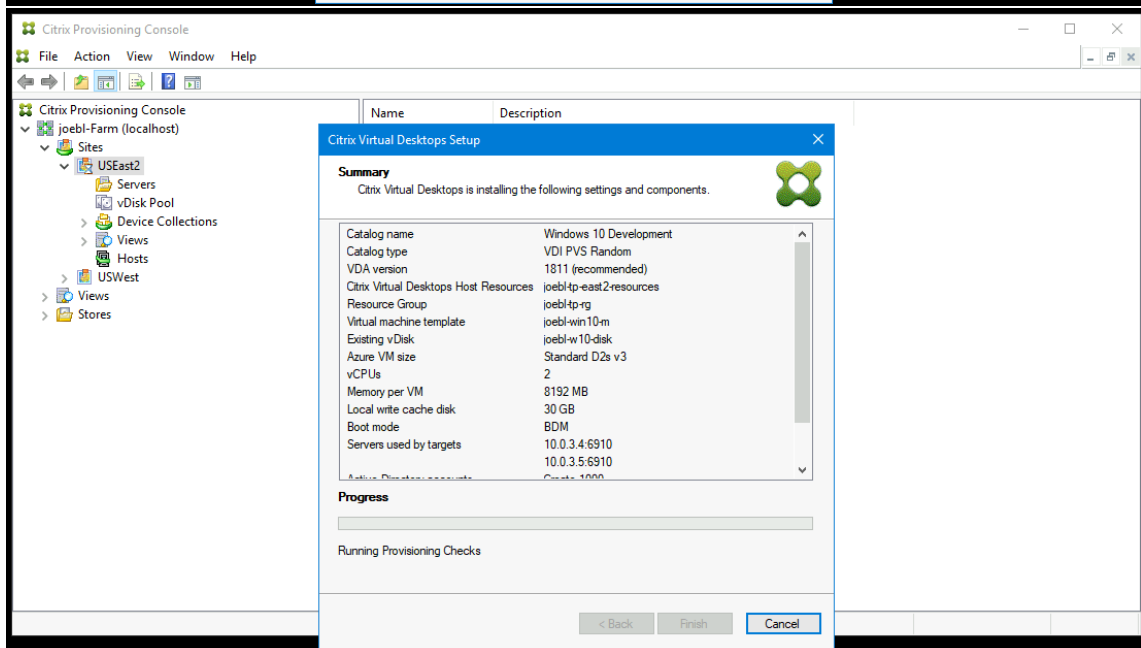 Citrix Provisioning Console
File Action View Window Help
Citrix Provisioning Console
joebl-Farm (localhost)
Sites
USEast2
Servers
vDisk Pool
Device Collections
Views
Hosts
USWest
Views
Stores
Name Description
Citrix Virtual Desktops Setup
Summary
Citrix Virtual Desktops is installing the following settings and components.
Catalog name Windows 10 Development
Catalog type VDI PVS Random
VDA version 1811 (recommended)
Citrix Virtual Desktops Host Resources joebl-tp-east2-resources
Resource Group joebl-tp-rg
Virtual machine template joebl-win10-m
Existing vDisk joebl-w10-disk
Azure VM size Standard D2s v3
vCPUs 2
Memory per VM 8192 MB
Local write cache disk 30 GB
Boot mode BDM
Servers used by targets 10.0.3.4:6910
10.0.3.5:6910
Active Directory accounts Create 1000
Progress
Running Provisioning Checks
< Back Finish Cancel